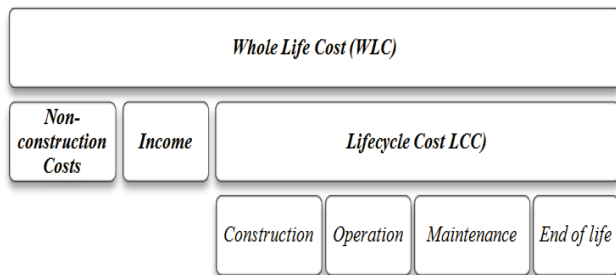 Whole Life Cost (WLC)
Non-
construction
Costs
Income
Lifecycle Cost LCC)
Construction
Operation
Maintenance
End of life